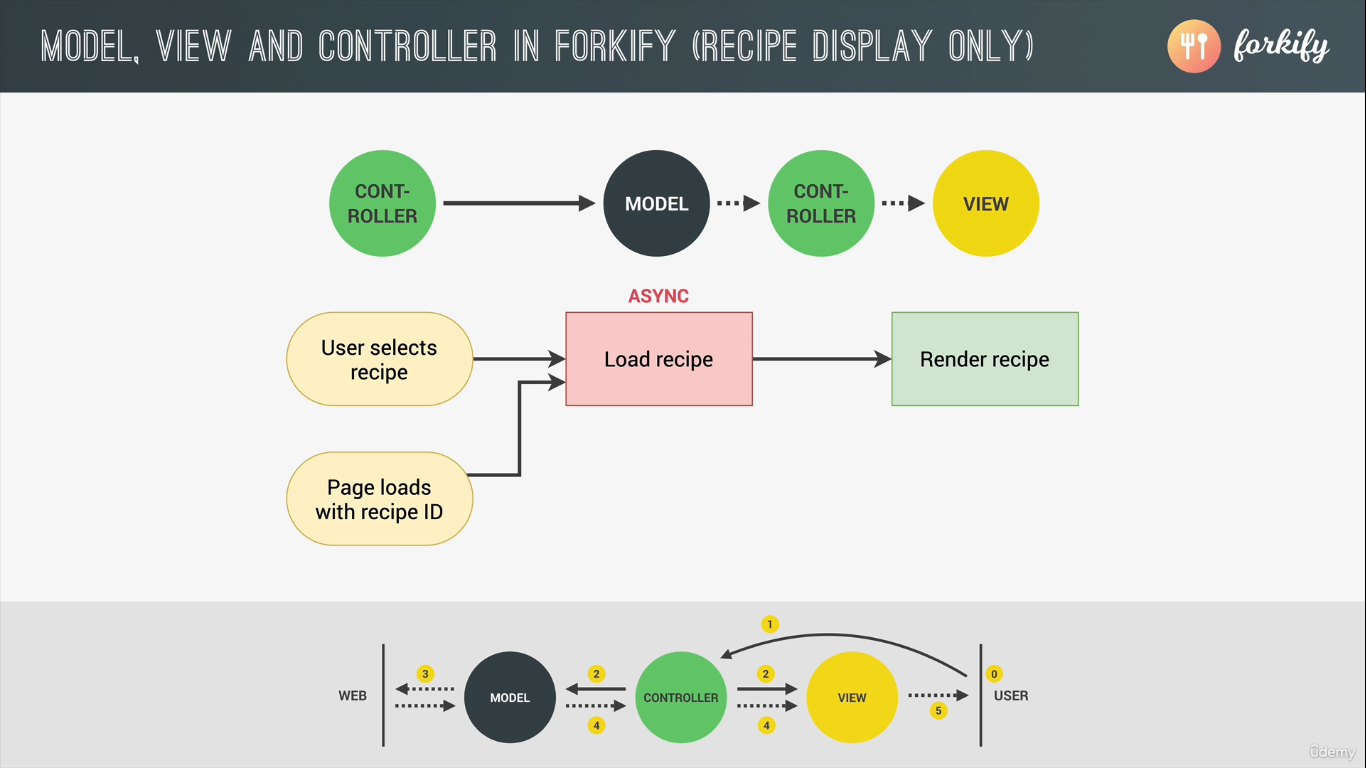 MODEL, VIEW AND CONTROLLER IN FORKIFY (RECIPE DISPLAY ONLY)
forkify
CONT-
ROLLER
MODEL
CONT-
ROLLER
VIEW
ASYNC
User selects
recipe
Load recipe
Render recipe
Page loads
with recipe ID
1
WEB
3
MODEL
2
4
CONTROLLER
2
4
VIEW
5
0
USER
ûdemy